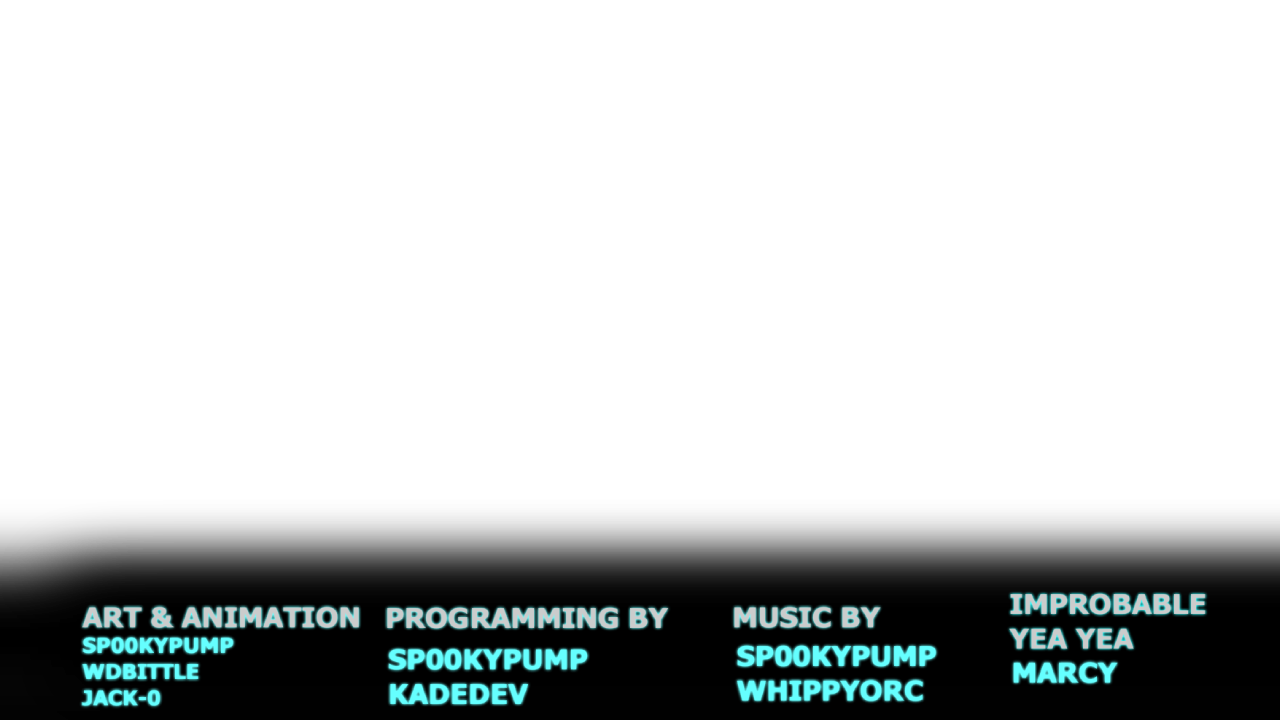 ART & ANIMATION
SP00KYPUMP
WDBITTLE
JACK-0
PROGRAMMING BY
SP00KYPUMP
KADEDEV
MUSIC BY
SP00KYPUMP
WHIPPYORC
IMPROBABLE
YEA YEA
MARCY